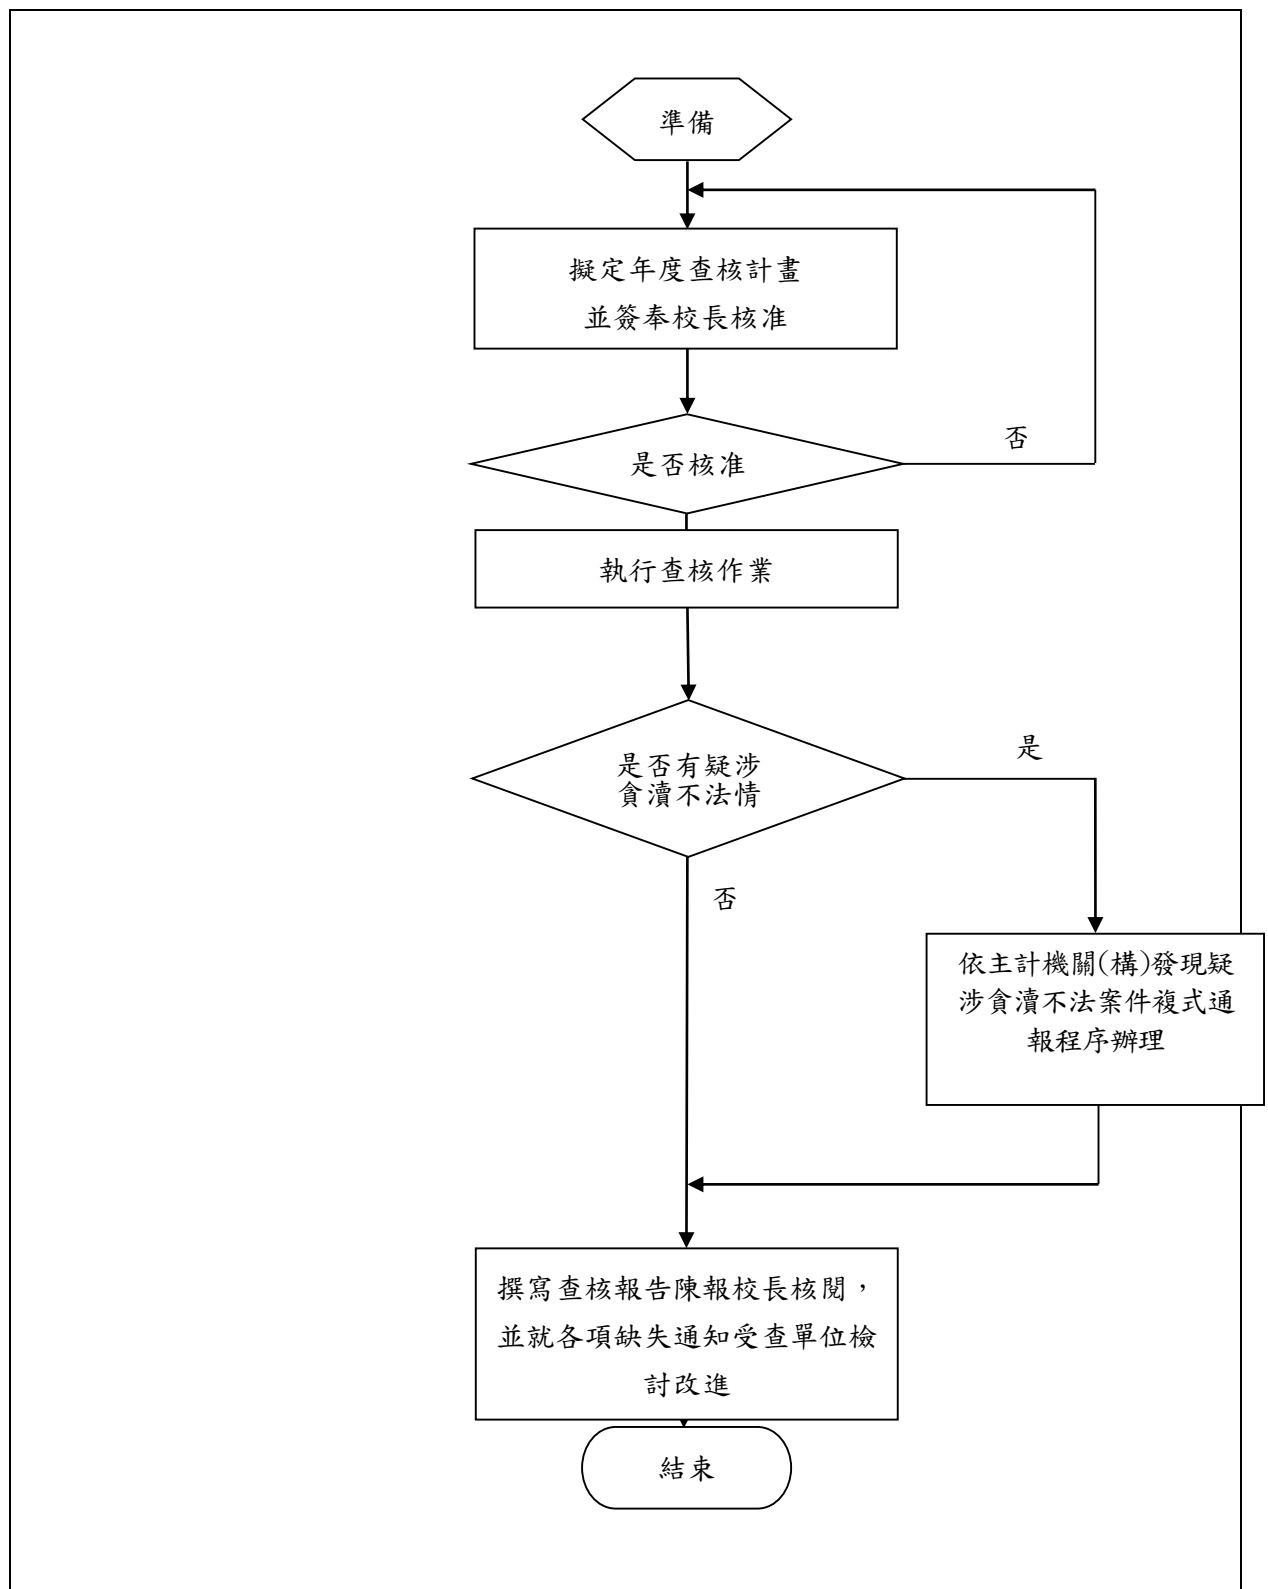 準備
擬定年度查核計畫
並簽奉校長核准
否
是否核准
執行查核作業
是
是否有疑涉
貪瀆不法情
否
依主計機關(構)發現疑
涉貪瀆不法案件複式通
報程序辦理
撰寫查核報告陳報校長核閱，
並就各項缺失通知受查單位檢
討改進
結束